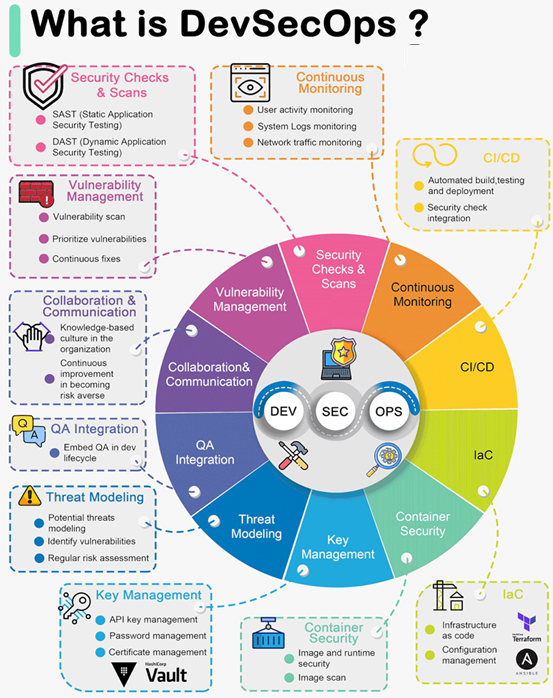 What is DevSecOps ?
Security Checks
& Scans
SAST (Static Application
Security Testing)
DAST (Dynamic Application
Security Testing)
Continuous
Monitoring
User activity monitoring
System Logs monitoring
Network traffic monitoring
CI/CD
Automated build,testing
and deployment
Security check
integration
Vulnerability
Management
Vulnerability scan
Prioritize vulnerabilities
Continuous fixes
Collaboration &
Communication
Knowledge-based
culture in the
organization
Continuous
improvement
in becoming
risk averse
Q
A
QA Integration
Embed QA in dev
lifecycle
Threat Modeling
Potential threats
modeling
Identify vulnerabilities
Regular risk assessment
Key Management
API key management
Password management
Certificate management
HashiCorp
Vault
Container
Security
Image and runtime
security
Image scan
IaC
Infrastructure
as code
Configuration
management
HashiCorp
Terraform
A
ANSIBLE
Security
Checks &
Scans
Continuous
Monitoring
CI/CD
IaC
Container
Security
Key
Management
Threat
Modeling
QA
Integration
Collaboration&
Communication
Vulnerability
Management
DEV
SEC
OPS